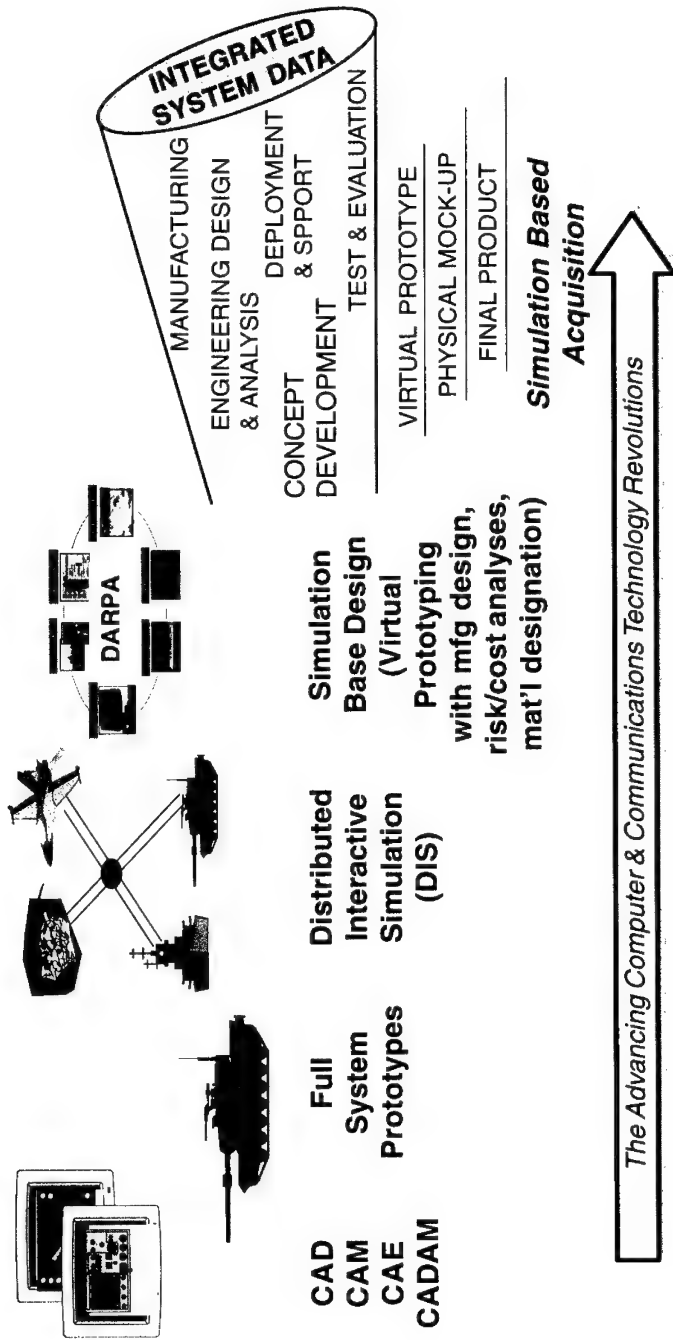 CAD
CAM
CAE
CADAM
Full
System
Prototypes
Distributed
Interactive
Simulation
(DIS)
DARPA
Simulation
Base Design
(Virtual
Prototyping
with mfg design,
risk/cost analyses,
mat'l designation)
INTEGRATED
SYSTEM DATA
MANUFACTURING
ENGINEERING DESIGN
& ANALYSIS
DEPLOYMENT
& SPPORT
CONCEPT
DEVELOPMENT
TEST & EVALUATION
VIRTUAL PROTOTYPE
PHYSICAL MOCK-UP
FINAL PRODUCT
Simulation Based
Acquisition
The Advancing Computer & Communications Technology Revolutions